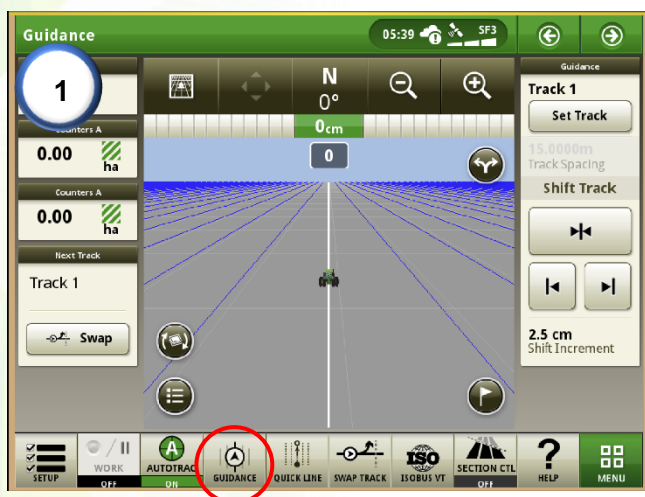 Guidance
05:39
SF3
1
Counters A
0.00
ha
Counters A
0.00
ha
Next Track
Track 1
Swap
N
0°
0cm
0
Guidance
Track 1
Set Track
15.0000m
Track Spacing
Shift Track
2.5 cm
Shift Increment
SETUP
WORK
OFF
A
AUTOTRAC
ON
GUIDANCE
QUICK LINE
SWAP TRACK
ISO
ISOBUS VT
SECTION CTL
OFF
?
HELP
MENU